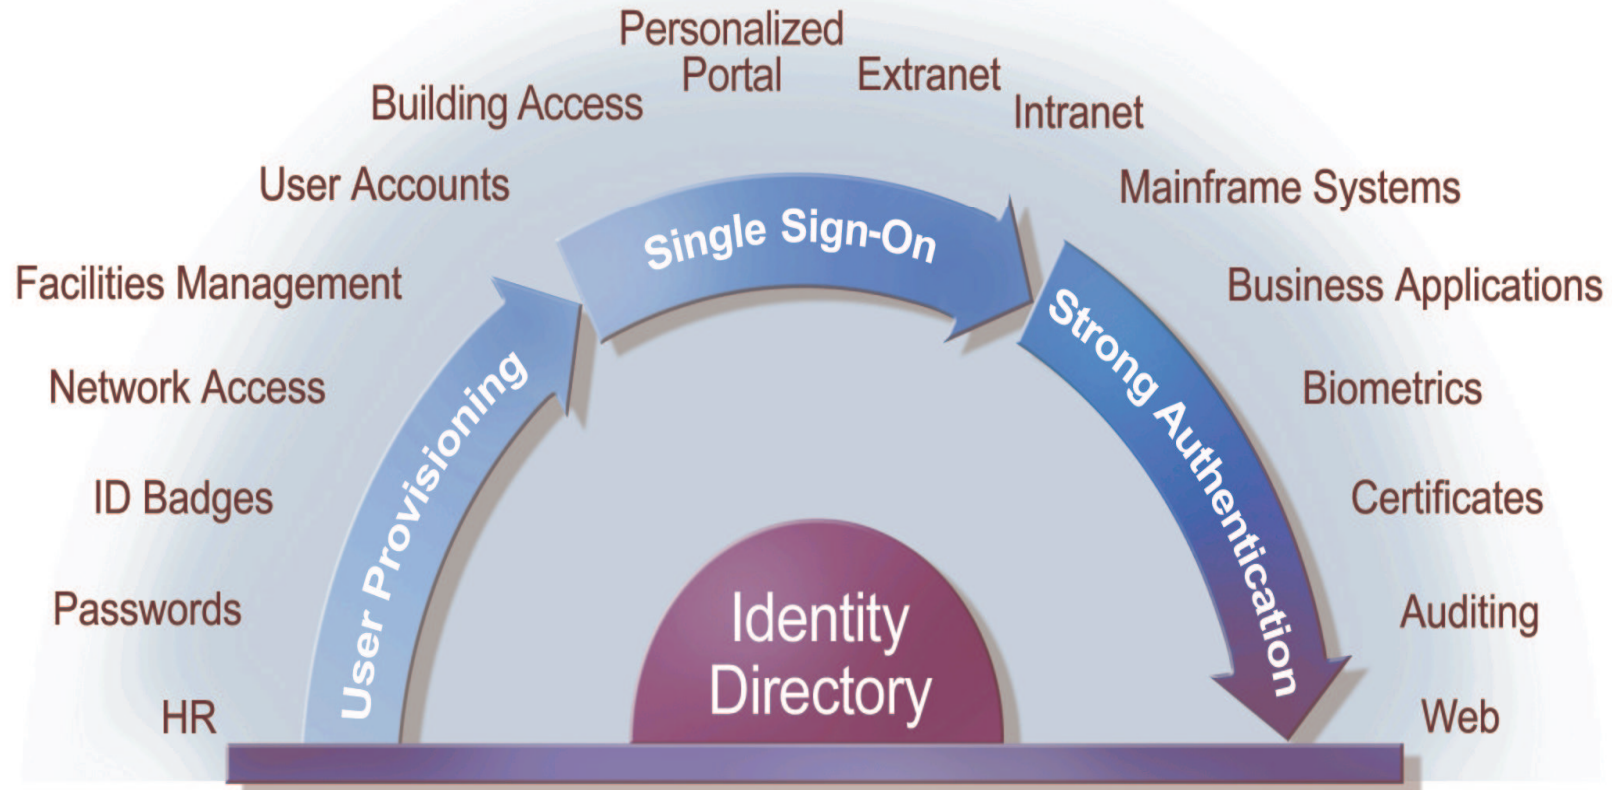 Personalized
Portal
Extranet
Building Access
Intranet
User Accounts
Mainframe Systems
Single Sign-On
Facilities Management
Business Applications
Strong Authentication
User Provisioning
Network Access
Biometrics
ID Badges
Certificates
Passwords
Auditing
Identity
Directory
HR
Web